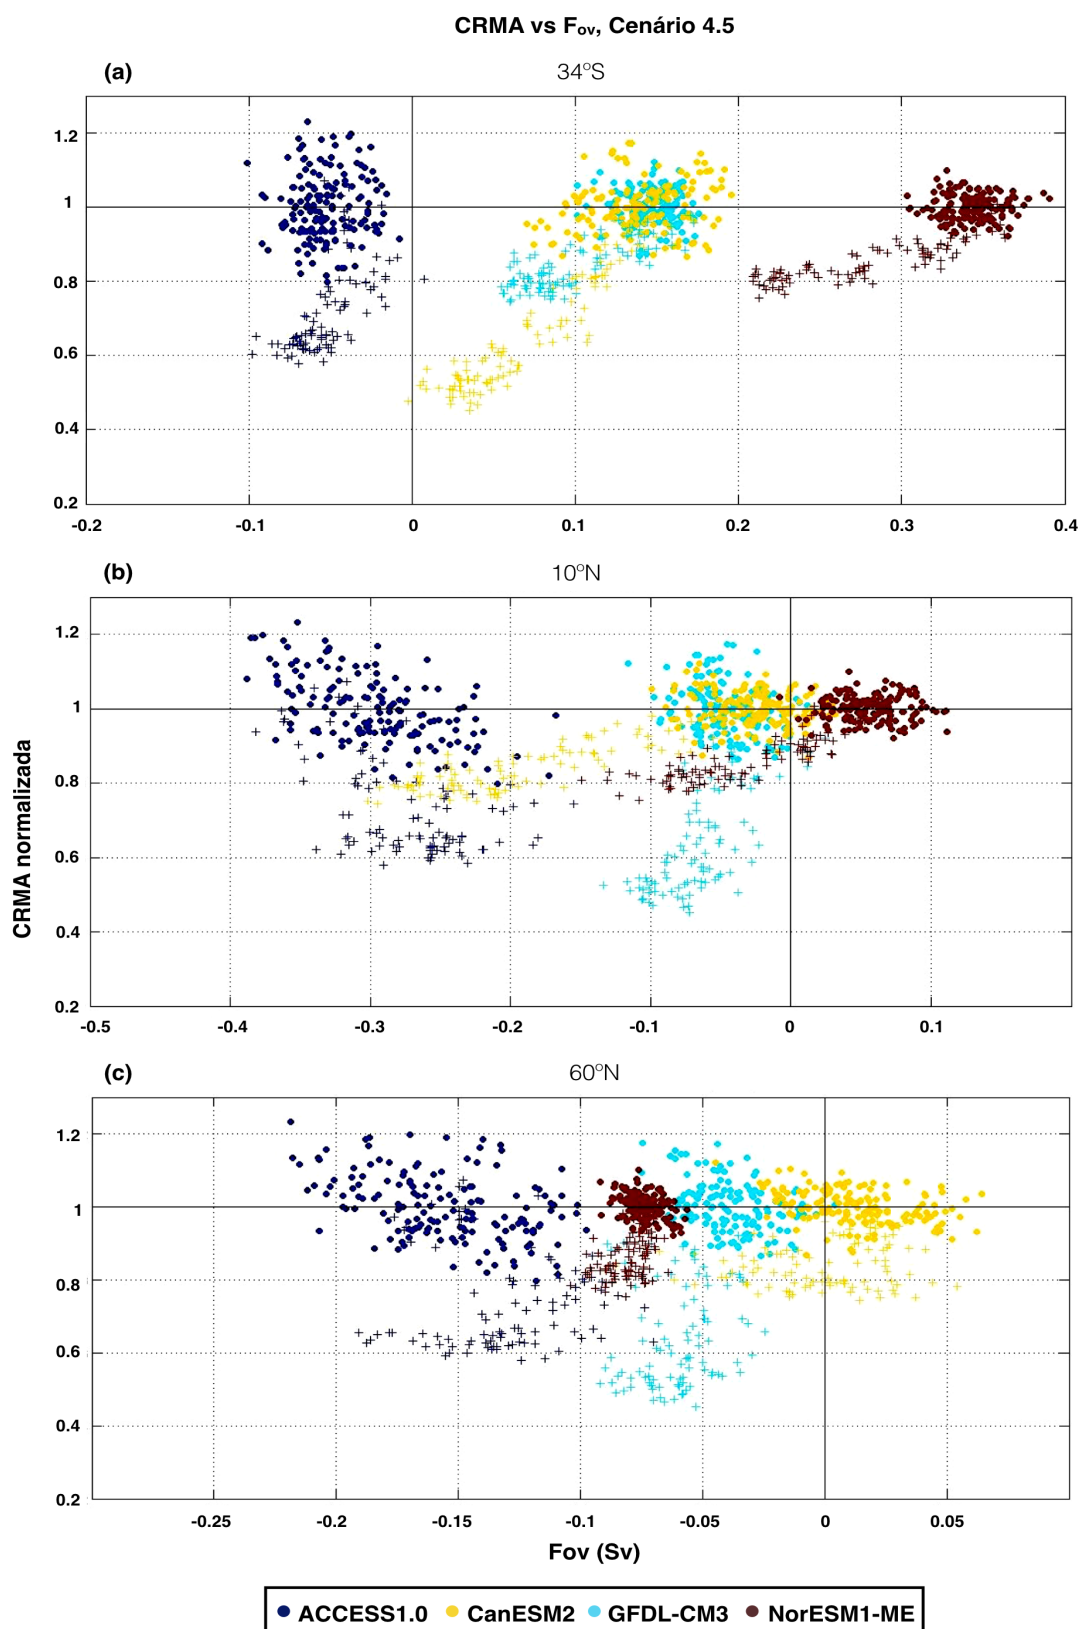 CRMA vs Fov, Cenário 4.5
(a)
34°S
1.2
1
0.8
0.6
0.4
0.2
-0.2 -0.1 0 0.1 0.2 0.3 0.4
(b)
10°N
1.2
1
0.8
0.6
0.4
0.2
-0.5 -0.4 -0.3 -0.2 -0.1 0 0.1
CRMA normalizada
(c)
60°N
1.2
1
0.8
0.6
0.4
0.2
-0.25 -0.2 -0.15 -0.1 -0.05 0 0.05
Fov (Sv)
ACCESS1.0 CanESM2 GFDL-CM3 NorESM1-ME